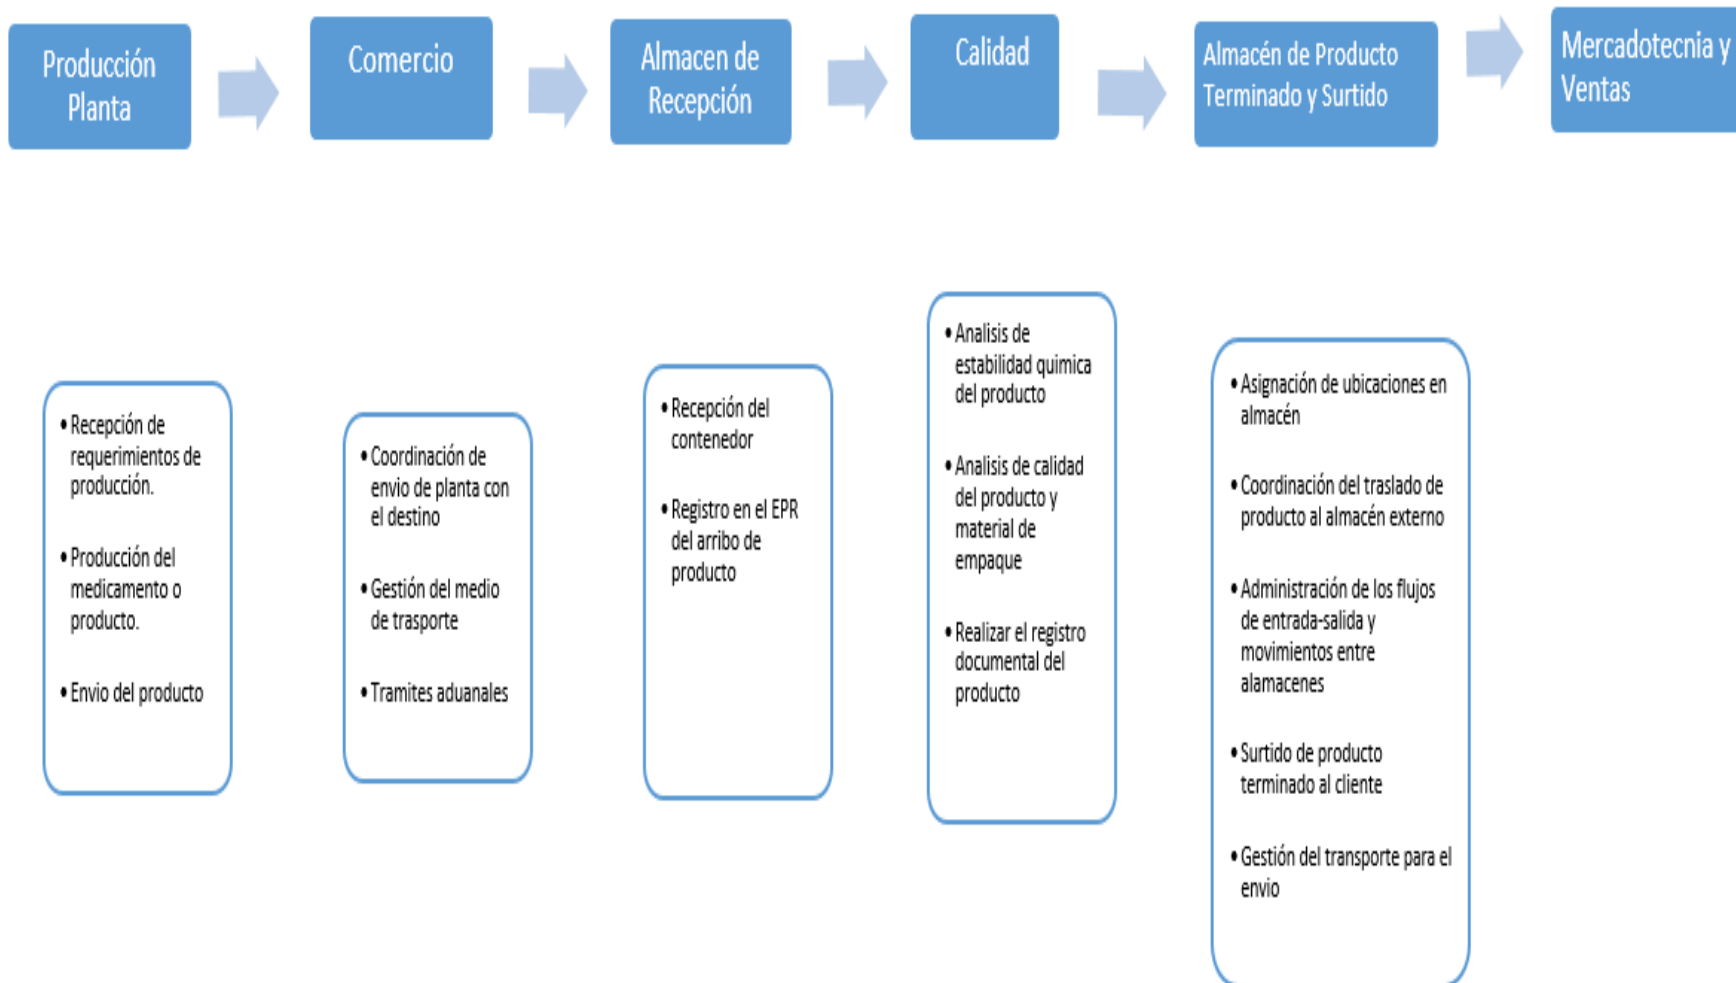 Producción
Planta
Comercio
Almacen de
Recepción
Calidad
Almacén de Producto
Terminado y Surtido
Mercadotecnia y
Ventas
• Recepción de
requerimientos de
producción.
• Producción del
medicamento o
producto.
• Envio del producto
• Coordinación de
envio de planta con
el destino
• Gestión del medio
de trasporte
• Tramites aduanales
• Recepción del
contenedor
• Registro en el EPR
del arribo de
producto
• Analisis de
estabilidad quimica
del producto
• Analisis de calidad
del producto y
material de
empaque
• Realizar el registro
documental del
producto
• Asignación de ubicaciones en
almacén
• Coordinación del traslado de
producto al almacén externo
• Administración de los flujos
de entrada-salida y
movimientos entre
alamacenes
• Surtido de producto
terminado al cliente
• Gestión del transporte para el
envio